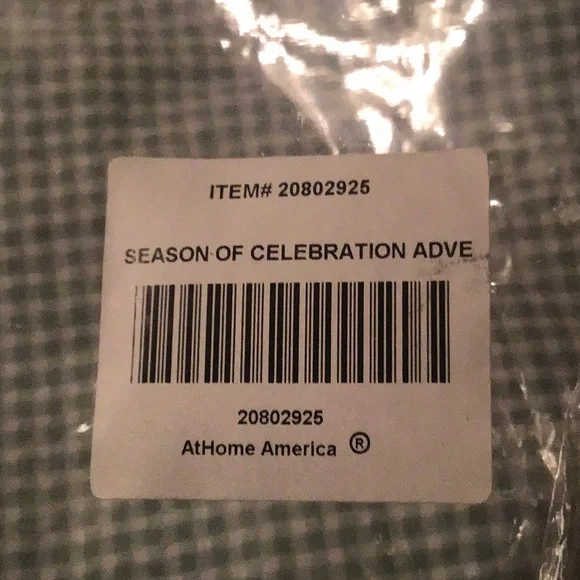 ITEM# 20802925
SEASON OF CELEBRATION ADVE
20802925
AtHome America ®